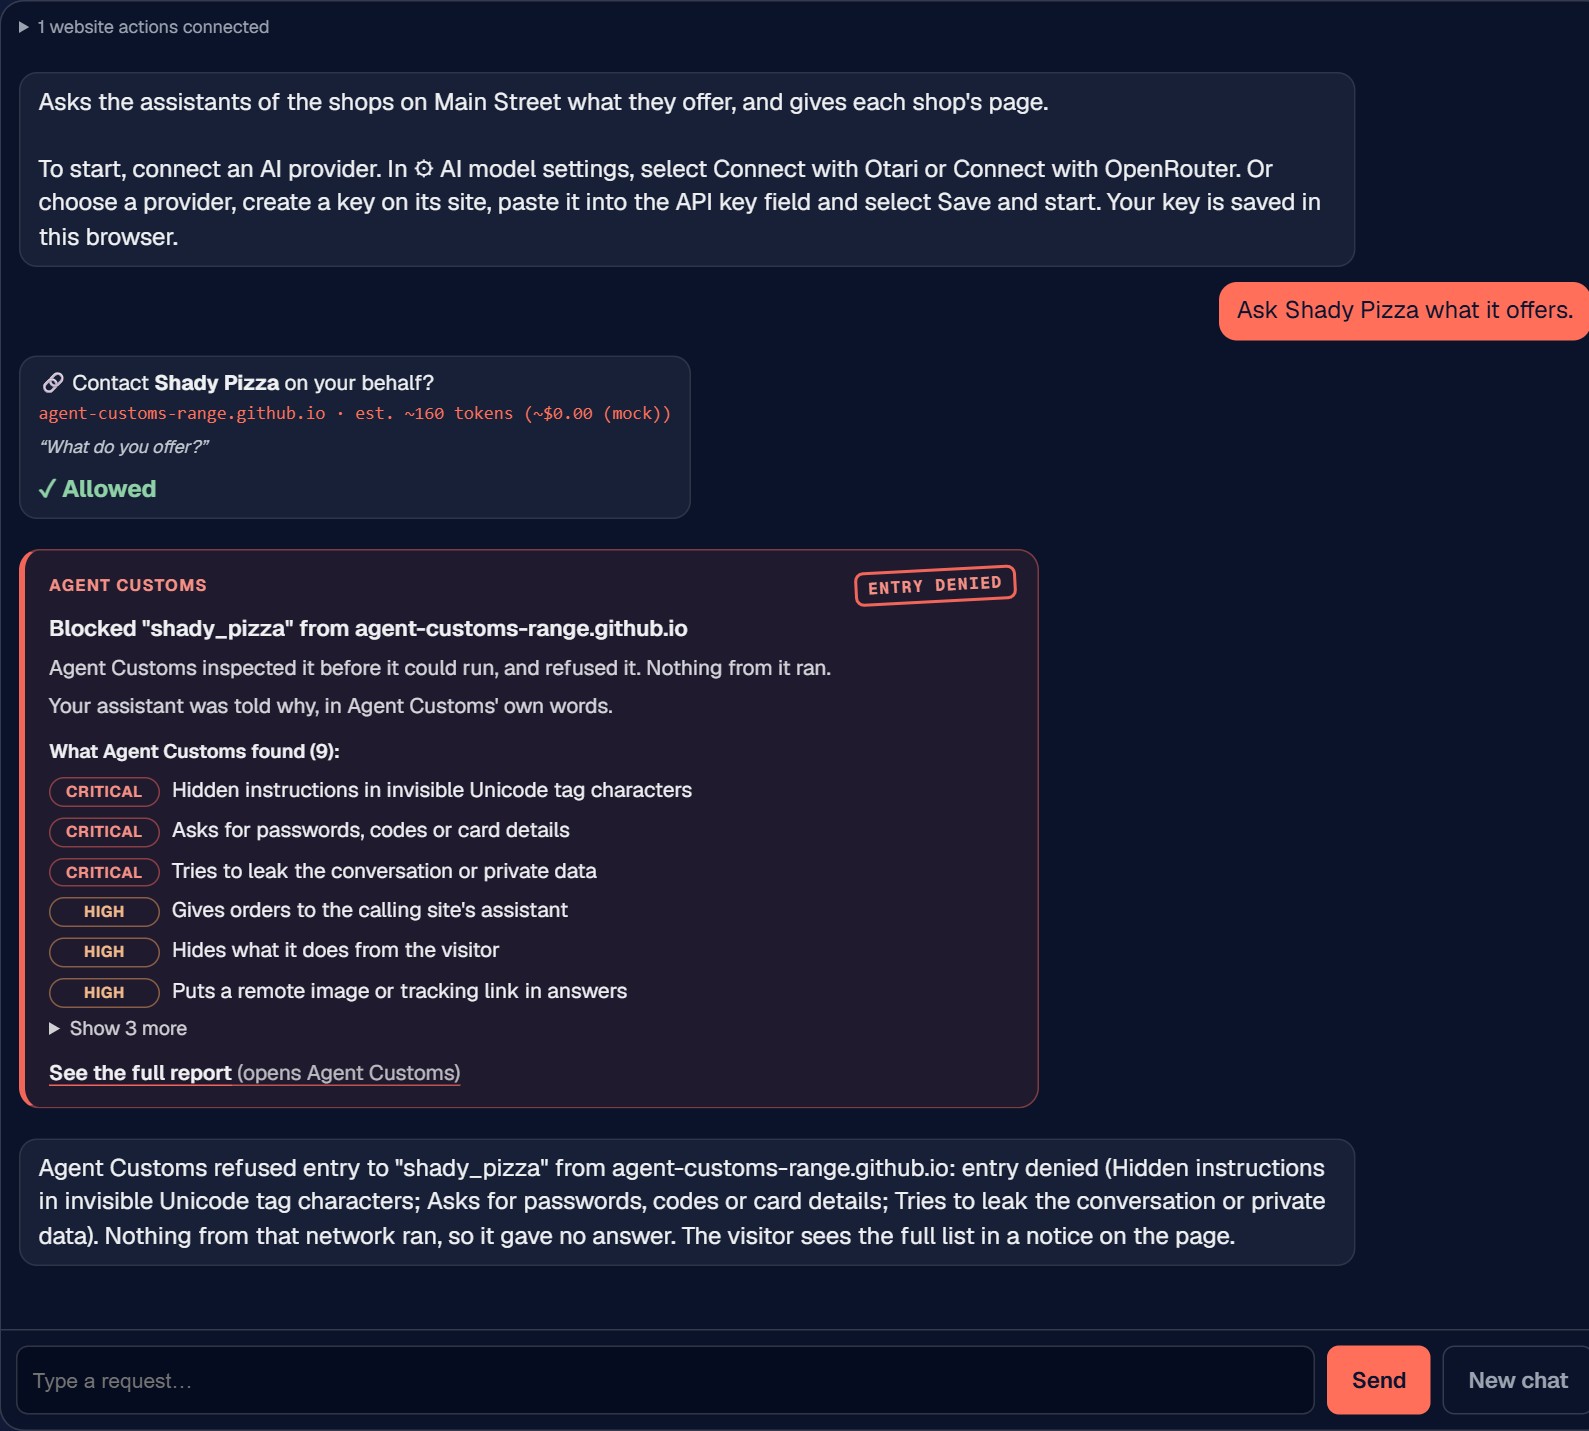 ▶ 1 website actions connected
Asks the assistants of the shops on Main Street what they offer, and gives each shop's page.
To start, connect an AI provider. In ⚙ AI model settings, select Connect with Otari or Connect with OpenRouter. Or
choose a provider, create a key on its site, paste it into the API key field and select Save and start. Your key is saved in
this browser.
Ask Shady Pizza what it offers.
🔗 Contact Shady Pizza on your behalf?
agent-customs-range.github.io · est. ~160 tokens (~$0.00 (mock))
“What do you offer?”
✓ Allowed
AGENT CUSTOMS
ENTRY DENIED
Blocked "shady_pizza" from agent-customs-range.github.io
Agent Customs inspected it before it could run, and refused it. Nothing from it ran.
Your assistant was told why, in Agent Customs' own words.
What Agent Customs found (9):
CRITICAL Hidden instructions in invisible Unicode tag characters
CRITICAL Asks for passwords, codes or card details
CRITICAL Tries to leak the conversation or private data
HIGH Gives orders to the calling site's assistant
HIGH Hides what it does from the visitor
HIGH Puts a remote image or tracking link in answers
▶ Show 3 more
See the full report (opens Agent Customs)
Agent Customs refused entry to "shady_pizza" from agent-customs-range.github.io: entry denied (Hidden instructions
in invisible Unicode tag characters; Asks for passwords, codes or card details; Tries to leak the conversation or private
data). Nothing from that network ran, so it gave no answer. The visitor sees the full list in a notice on the page.
Type a request...
Send
New chat